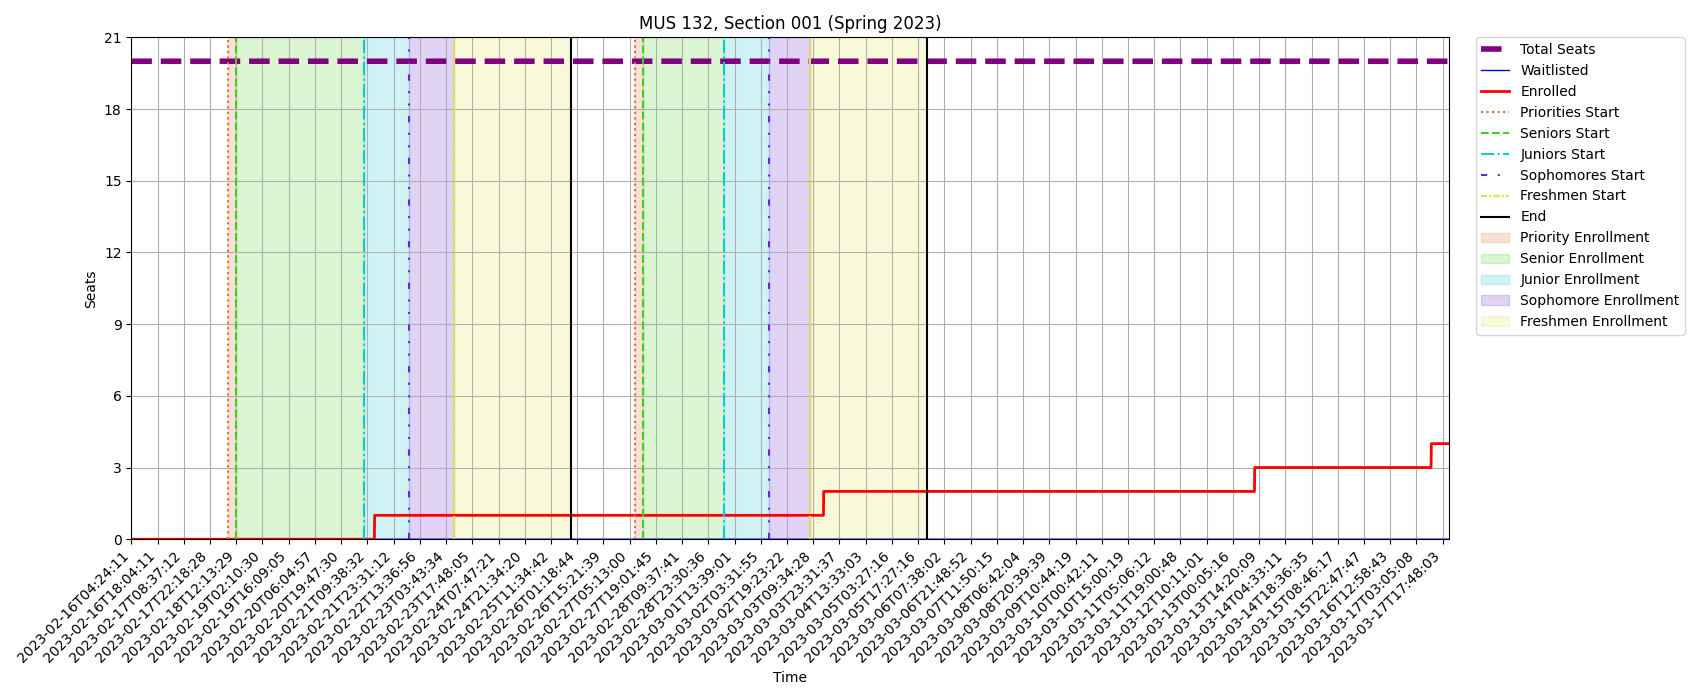 MUS 132, Section 001 (Spring 2023)
21
18
15
12
9
6
3
0
Seats
2023-02-16T04:24:11
2023-02-16T18:04:11
2023-02-17T08:37:12
2023-02-17T22:18:28
2023-02-18T12:13:29
2023-02-19T02:10:30
2023-02-19T16:09:05
2023-02-20T06:04:57
2023-02-20T19:47:30
2023-02-21T09:38:32
2023-02-21T23:31:12
2023-02-22T13:36:56
2023-02-23T03:43:34
2023-02-23T17:48:05
2023-02-24T07:47:21
2023-02-24T21:34:20
2023-02-25T11:34:42
2023-02-26T01:18:44
2023-02-26T15:21:39
2023-02-27T05:13:00
2023-02-27T19:01:45
2023-02-28T09:37:41
2023-02-28T23:30:36
2023-03-01T13:39:01
2023-03-02T03:31:55
2023-03-02T19:23:22
2023-03-03T09:34:28
2023-03-03T23:31:37
2023-03-04T13:33:03
2023-03-05T03:27:16
2023-03-05T17:27:16
2023-03-06T07:38:02
2023-03-06T21:48:52
2023-03-07T11:50:15
2023-03-08T06:42:04
2023-03-08T20:39:39
2023-03-09T10:44:19
2023-03-10T00:42:11
2023-03-10T15:00:19
2023-03-11T05:06:12
2023-03-11T19:00:48
2023-03-12T10:11:01
2023-03-13T00:05:16
2023-03-13T14:20:09
2023-03-14T04:33:11
2023-03-14T18:36:35
2023-03-15T08:46:17
2023-03-15T22:47:47
2023-03-16T12:58:43
2023-03-17T03:05:08
2023-03-17T17:48:03
Time
Total Seats
Waitlisted
Enrolled
Priorities Start
Seniors Start
Juniors Start
Sophomores Start
Freshmen Start
End
Priority Enrollment
Senior Enrollment
Junior Enrollment
Sophomore Enrollment
Freshmen Enrollment